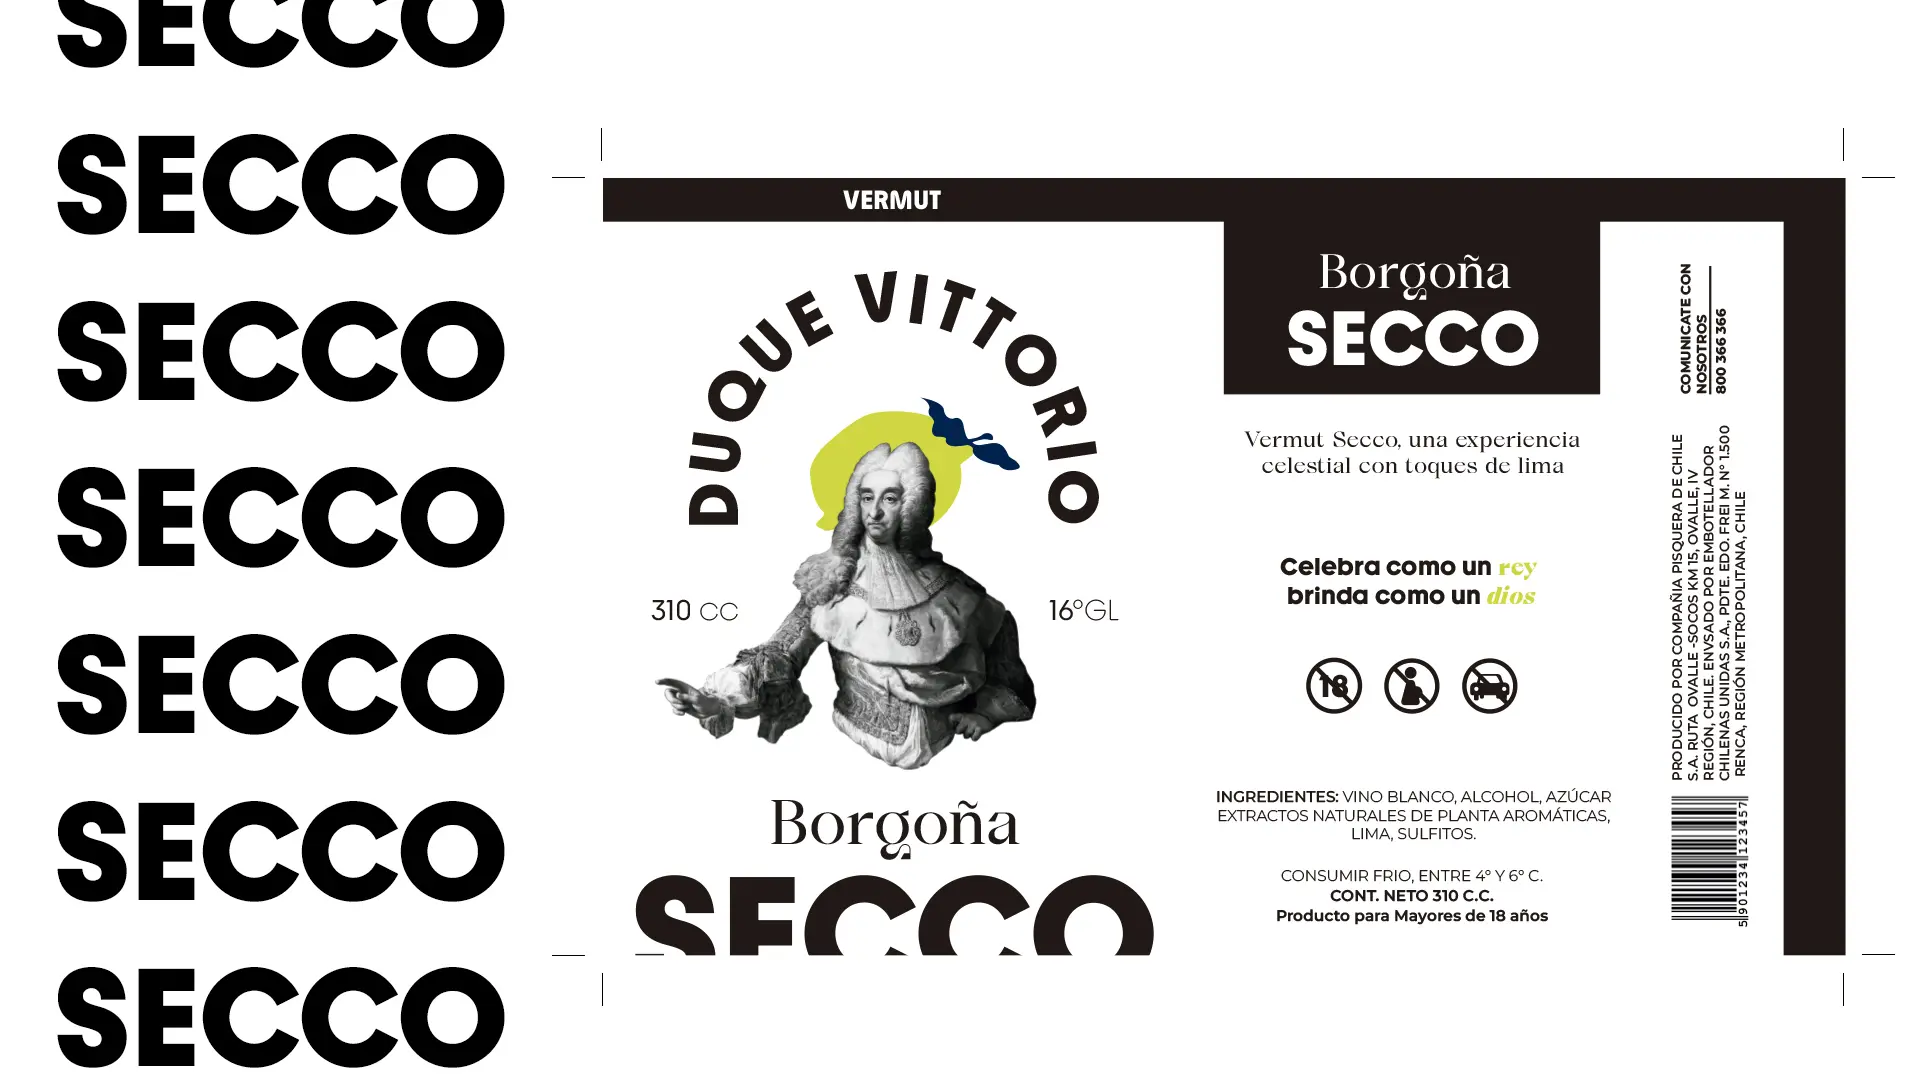 SECCO
SECCO
SECCO
SECCO
SECCO
SECCO
SECCO
VERMUT
DUQUE VITTORIO
310 CC
16°GL
Borgoña
SECCO
Borgoña
SECCO
Vermut Secco, una experiencia
celestial con toques de lima
Celebra como un rey
brinda como un dios
18
INGREDIENTES: VINO BLANCO, ALCOHOL, AZÚCAR
EXTRACTOS NATURALES DE PLANTA AROMÁTICAS,
LIMA, SULFITOS.
CONSUMIR FRIO, ENTRE 4° Y 6° C.
CONT. NETO 310 C.C.
Producto para Mayores de 18 años
COMUNICATE CON
NOSOTROS
800 366 366
PRODUCIDO POR COMPAÑIA PISQUERA DE CHILE
S.A. RUTA OVALLE -SOCOS KM 15, OVALLE, IV
REGIÓN, CHILE. ENVSADO POR EMBOTELLADOR
CHILENAS UNIDAS S.A., PDTE. EDO. FREI M. N° 1.500
RENCA, REGIÓN METROPOLITANA, CHILE
5 901234 123457